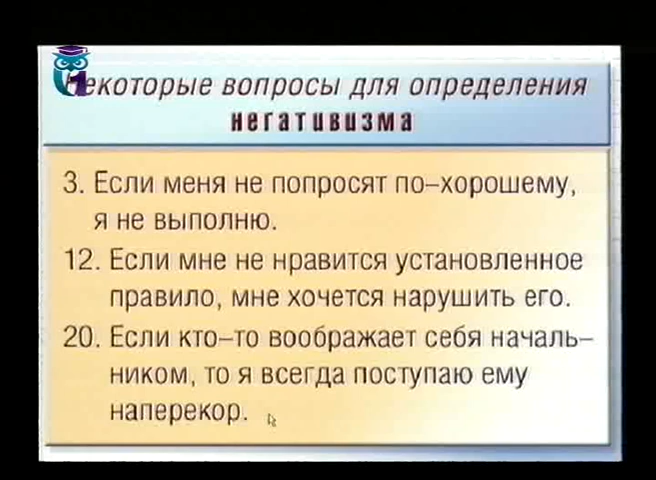 Некоторые вопросы для определения
негативизма
3. Если меня не попросят по–хорошему,
я не выполню.
12. Если мне не нравится установленное
правило, мне хочется нарушить его.
20. Если кто–то воображает себя началь–
ником, то я всегда поступаю ему
наперекор.